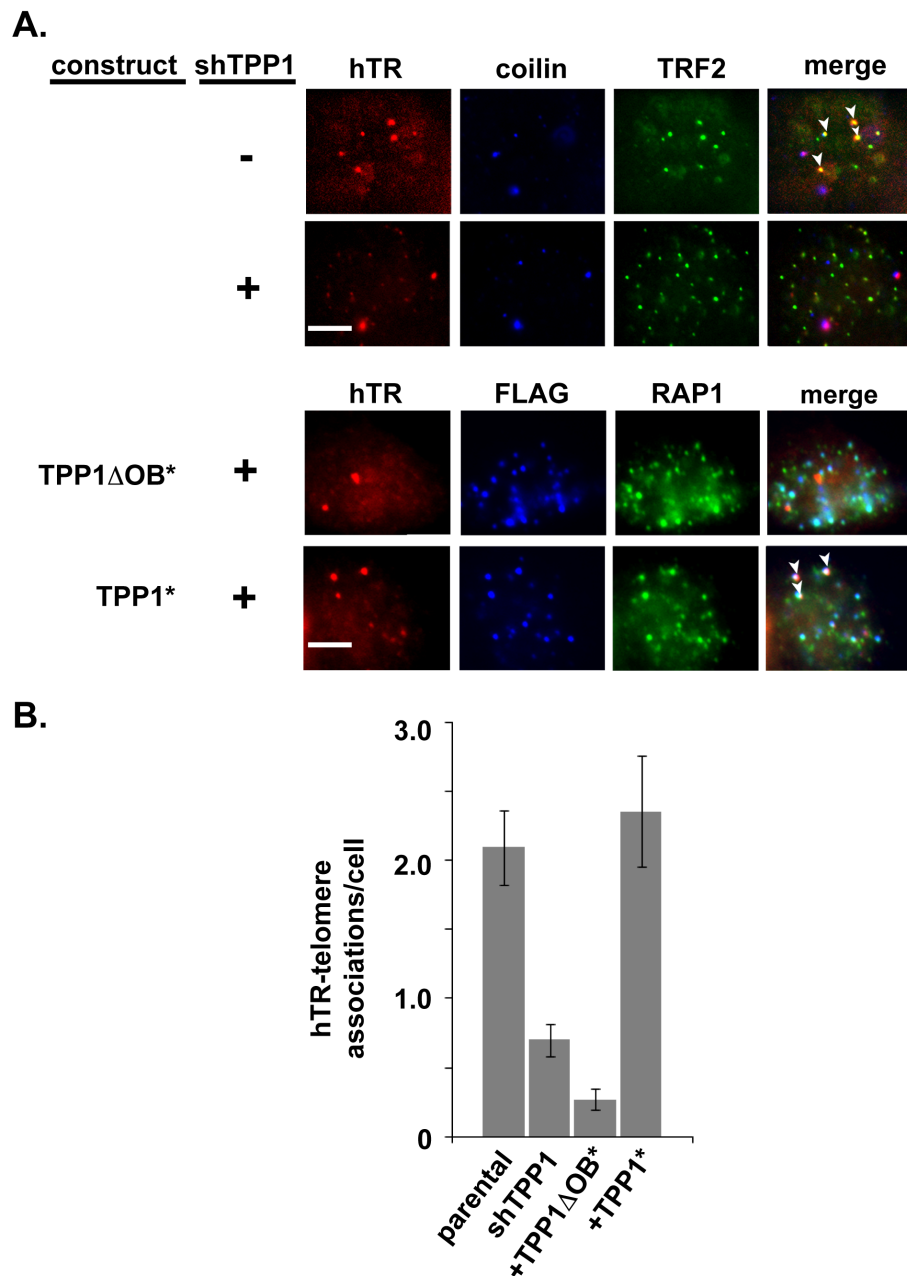 A.
construct shTPP1 hTR coilin TRF2 merge
-
+
hTR FLAG RAP1 merge
TPP1ΔOB* +
TPP1* +
B.
3.0
2.0
1.0
0
hTR-telomere
associations/cell
parental
shTPP1
+TPP1ΔOB*
+TPP1*